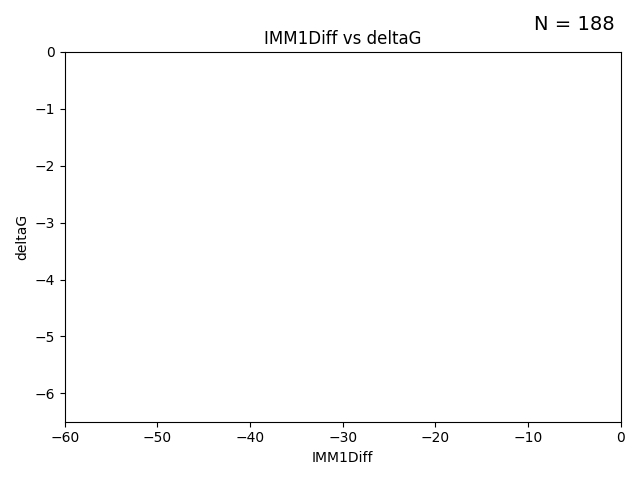 N = 188
IMM1Diff vs deltaG
0
−1
−2
−3
−4
−5
−6
deltaG
−60 −50 −40 −30 −20 −10 0
IMM1Diff